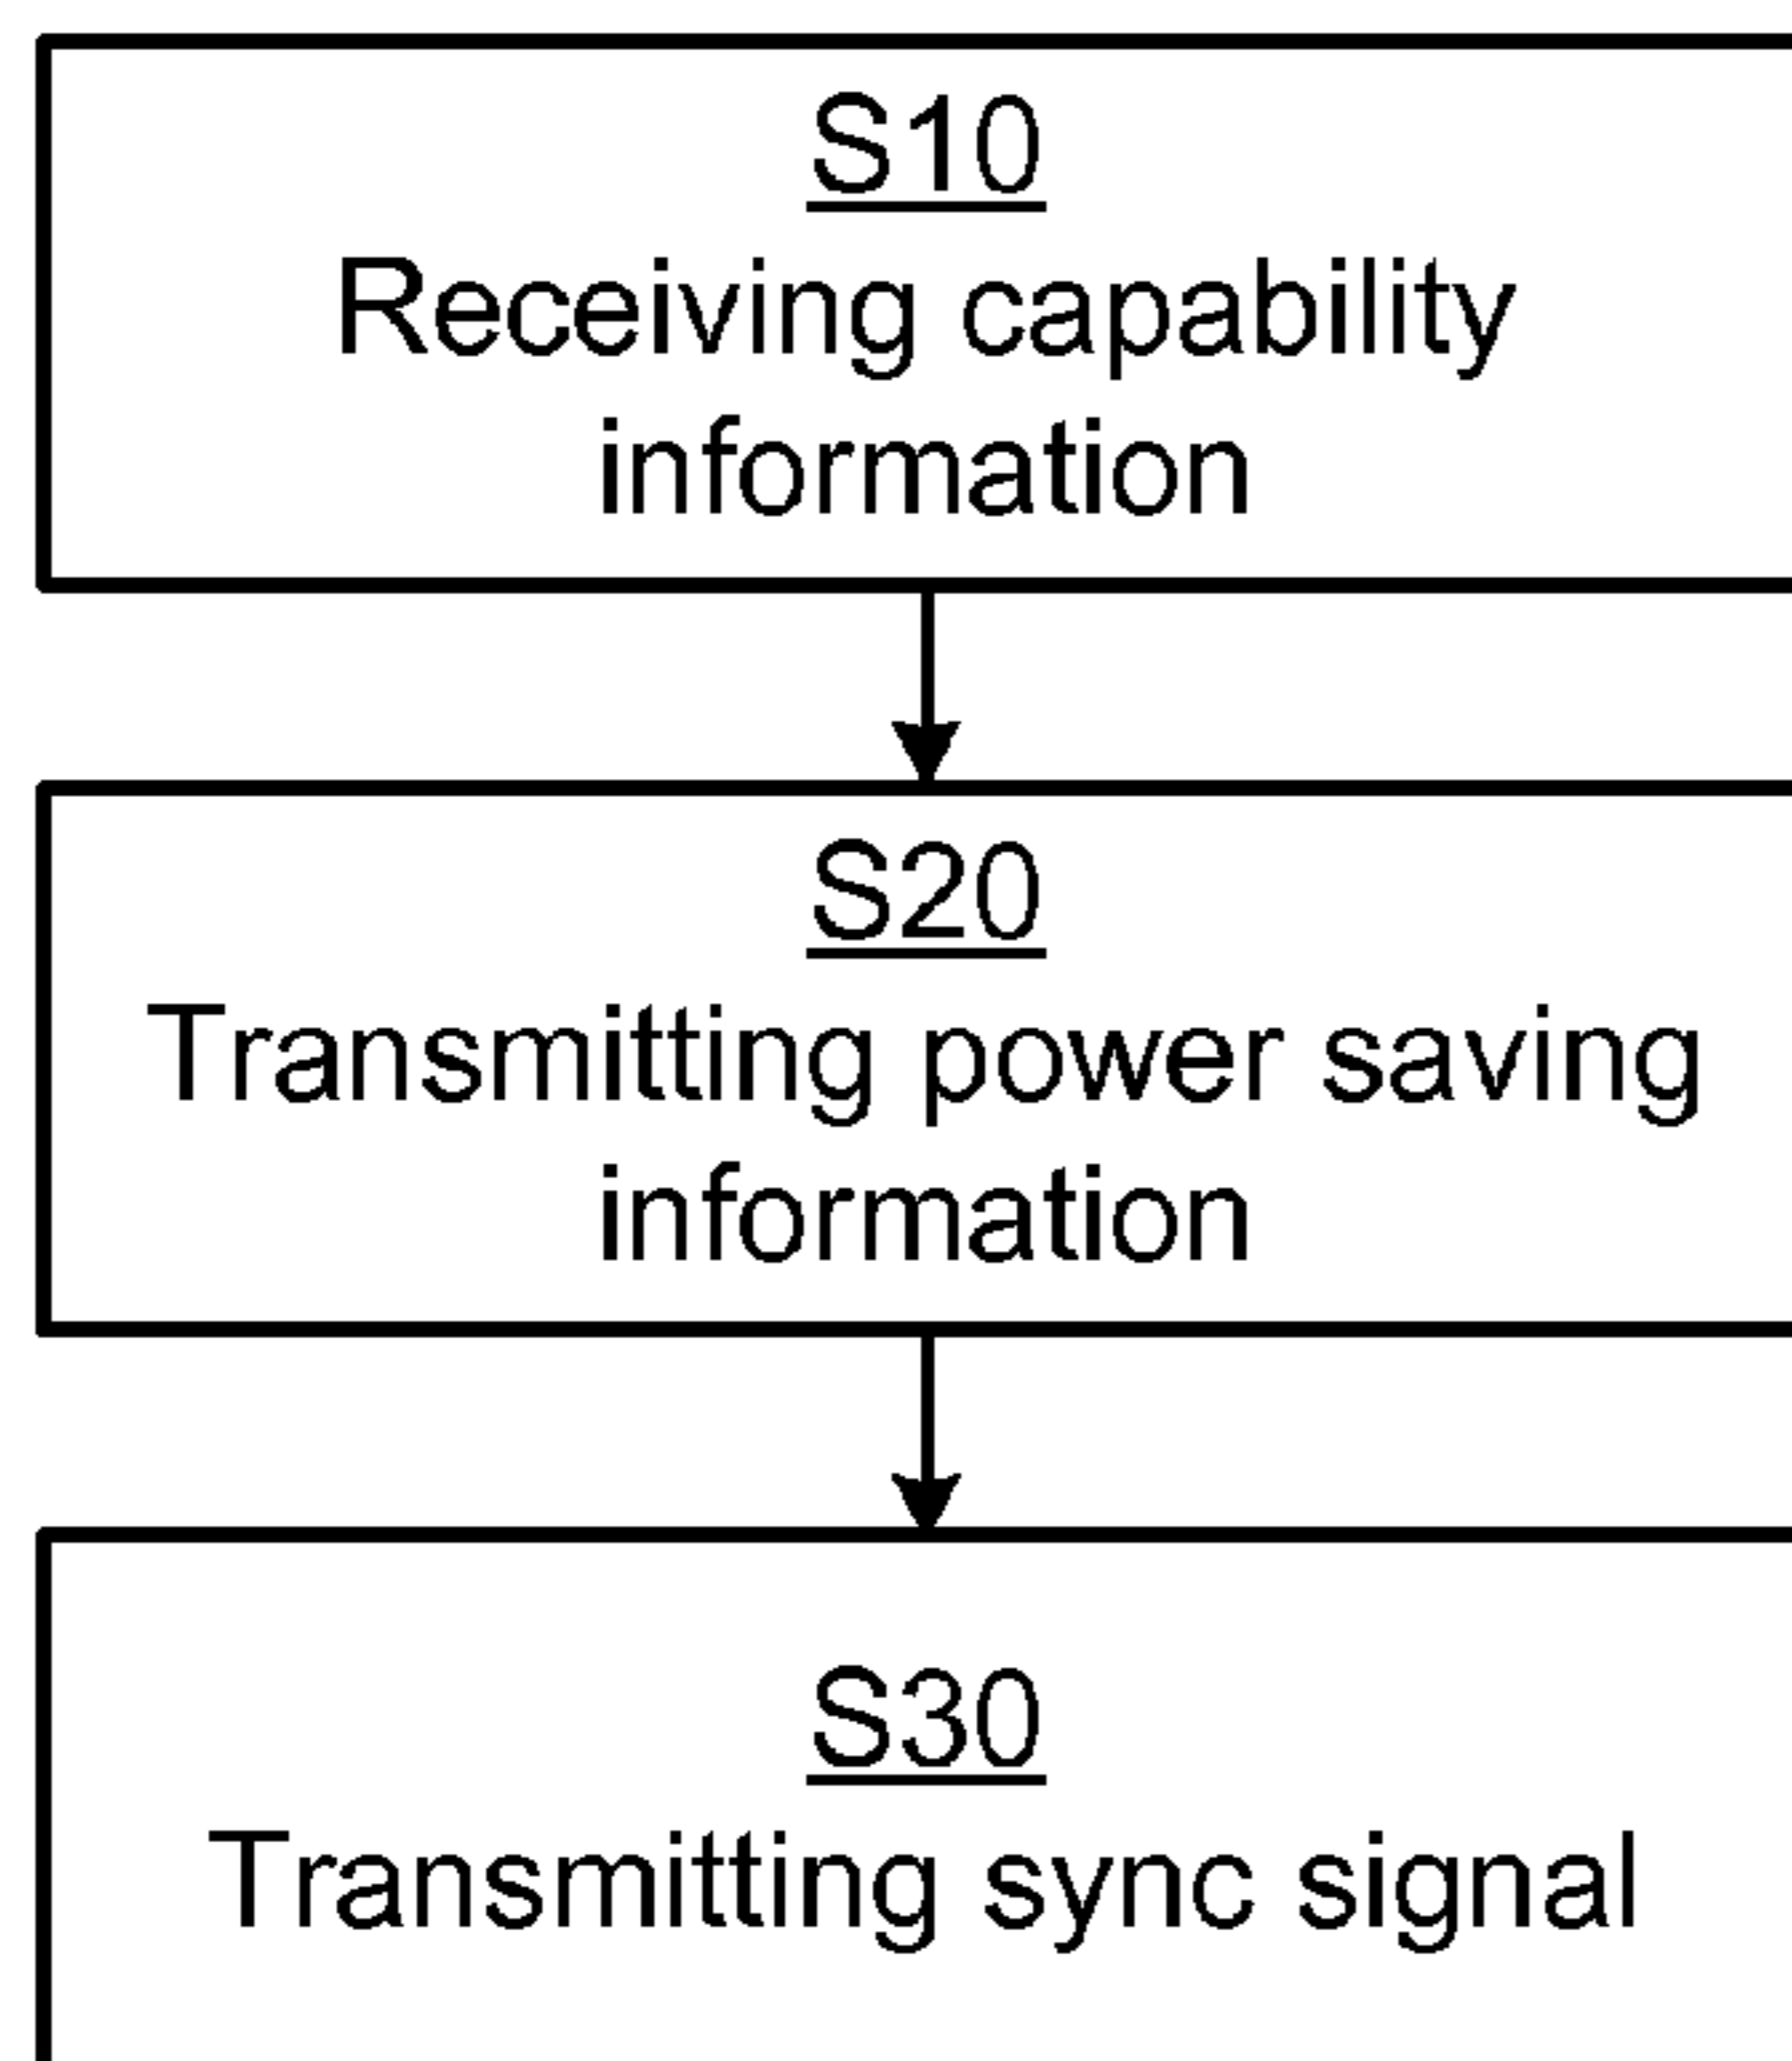 S10
Receiving capability
information
S20
Transmitting power saving
information
S30
Transmitting sync signal